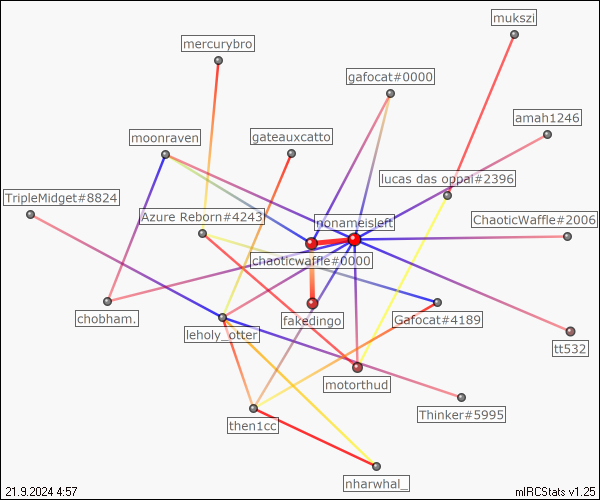 mukszi
mercurybro
gafocat#0000
amah1246
moonraven
gateauxcatto
lucas das oppai#2396
TripleMidget#8824
Azure Reborn#4243
nonameisleft
ChaoticWaffle#2006
chaoticwaffle#0000
chobham.
fakedingo
Gafocat#4189
leholy_otter
tt532
motorthud
Thinker#5995
then1cc
nharwhal_
21.9.2024 4:57
mIRCStats v1.25